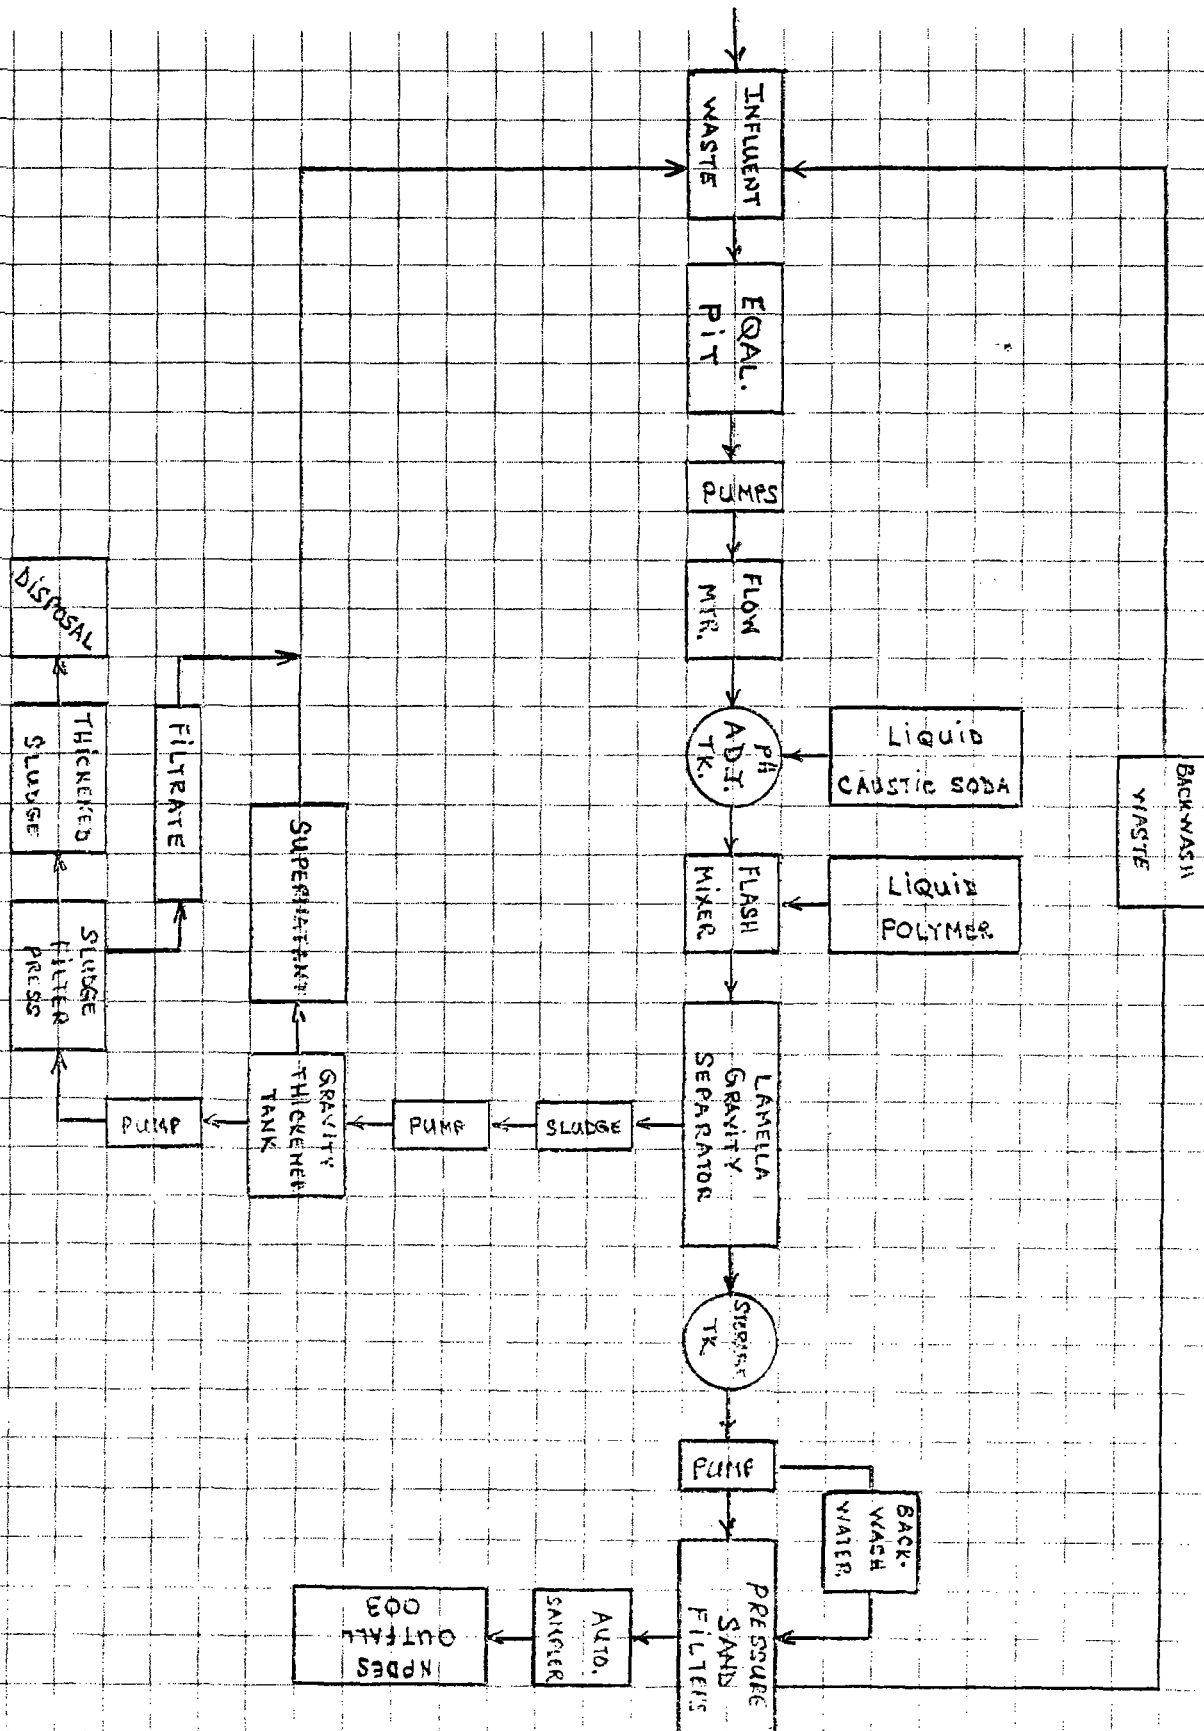 INFLUENT
WASTE
EQAL.
PIT
PUMPS
FLOW
MTR.
PH
ADJ.
TK.
LIQUID
CAUSTIC SODA
FLASH
MIXER
LIQUID
POLYMER
BACKWASH
WASTE
LAMELLA
GRAVITY
SEPARATOR
SLUDGE
PUMP
GRAVITY
THICKENER
TANK
SUPERNATANT
PUMP
SLUDGE
FILTER
PRESS
FILTRATE
THICKENED
SLUDGE
DISPOSAL
STORAGE
TK
PUMP
BACK-
WASH
WATER
PRESSURE
SAND
FILTERS
AUTO.
SAMPLER
NPDES
OUTFALL
003